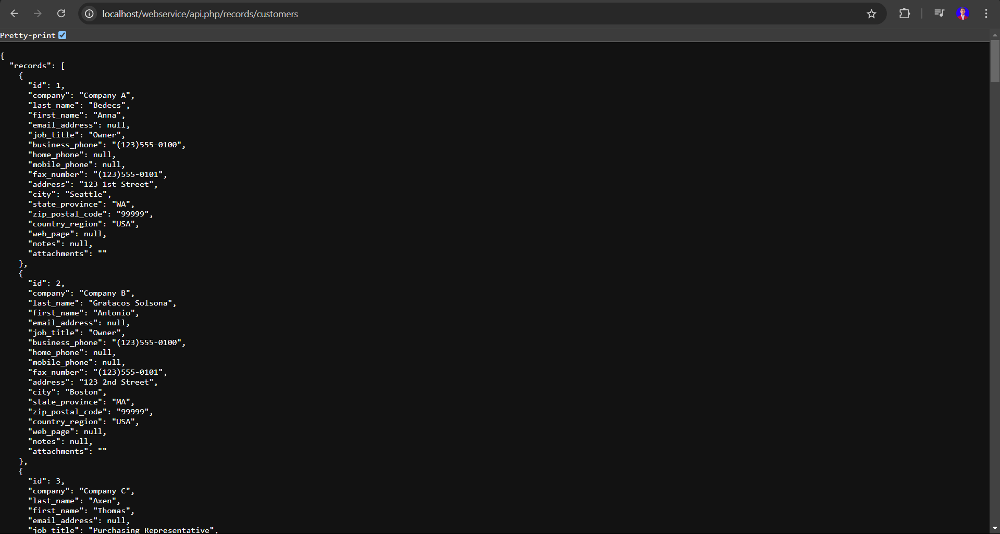 localhost/webservice/api.php/records/customers
Pretty-print
{
  "records": [
    {
      "id": 1,
      "company": "Company A",
      "last_name": "Bedecs",
      "first_name": "Anna",
      "email_address": null,
      "job_title": "Owner",
      "business_phone": "(123)555-0100",
      "home_phone": null,
      "mobile_phone": null,
      "fax_number": "(123)555-0101",
      "address": "123 1st Street",
      "city": "Seattle",
      "state_province": "WA",
      "zip_postal_code": "99999",
      "country_region": "USA",
      "web_page": null,
      "notes": null,
      "attachments": ""
    },
    {
      "id": 2,
      "company": "Company B",
      "last_name": "Gratacos Solsona",
      "first_name": "Antonio",
      "email_address": null,
      "job_title": "Owner",
      "business_phone": "(123)555-0100",
      "home_phone": null,
      "mobile_phone": null,
      "fax_number": "(123)555-0101",
      "address": "123 2nd Street",
      "city": "Boston",
      "state_province": "MA",
      "zip_postal_code": "99999",
      "country_region": "USA",
      "web_page": null,
      "notes": null,
      "attachments": ""
    },
    {
      "id": 3,
      "company": "Company C",
      "last_name": "Axen",
      "first_name": "Thomas",
      "email_address": null,
      "job_title": "Purchasing Representative",